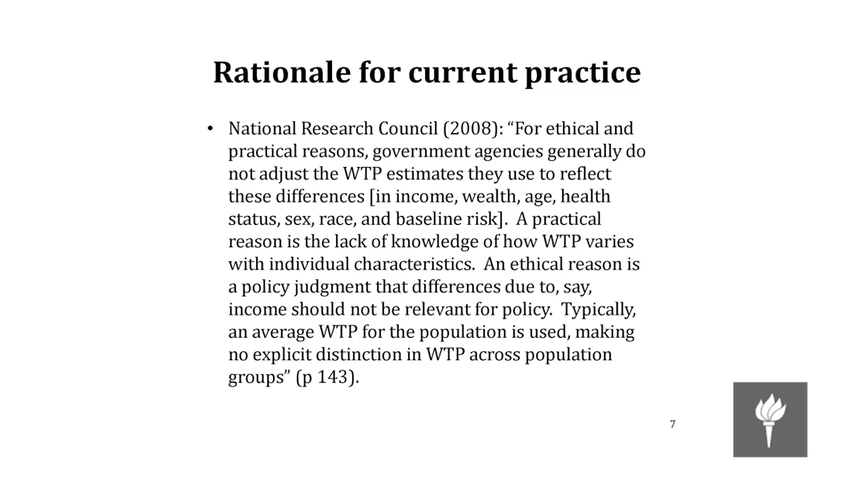 Rationale for current practice
• National Research Council (2008): “For ethical and
practical reasons, government agencies generally do
not adjust the WTP estimates they use to reflect
these differences [in income, wealth, age, health
status, sex, race, and baseline risk].  A practical
reason is the lack of knowledge of how WTP varies
with individual characteristics.  An ethical reason is
a policy judgment that differences due to, say,
income should not be relevant for policy.  Typically,
an average WTP for the population is used, making
no explicit distinction in WTP across population
groups” (p 143).
7